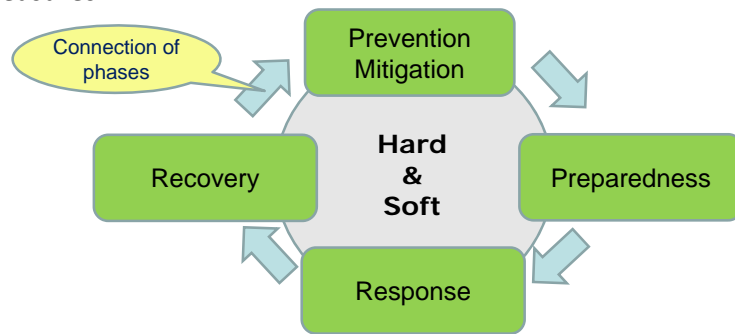 Connection of
phases
Prevention
Mitigation
Hard
&
Soft
Recovery
Preparedness
Response